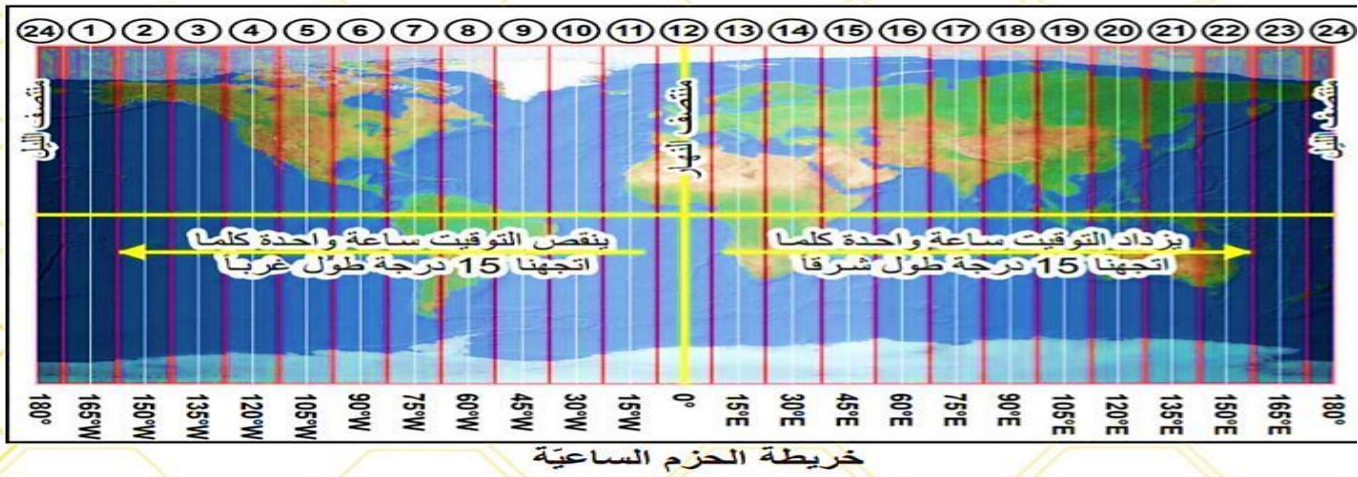 24 1 2 3 4 5 6 7 8 9 10 11 12 13 14 15 16 17 18 19 20 21 22 23 24
منتصف الليل
منتصف النهار
منتصف الليل
يزداد التوقيت ساعة واحدة كلما
اتجهنا 15 درجة طول شرقاً
ينقص التوقيت ساعة واحدة كلما
اتجهنا 15 درجة طول غرباً
180° 165°W 150°W 135°W 120°W 105°W 90°W 75°W 60°W 45°W 30°W 15°W 0° 15°E 30°E 45°E 60°E 75°E 90°E 105°E 120°E 135°E 150°E 165°E 180°
خريطة الحزم الساعيّة